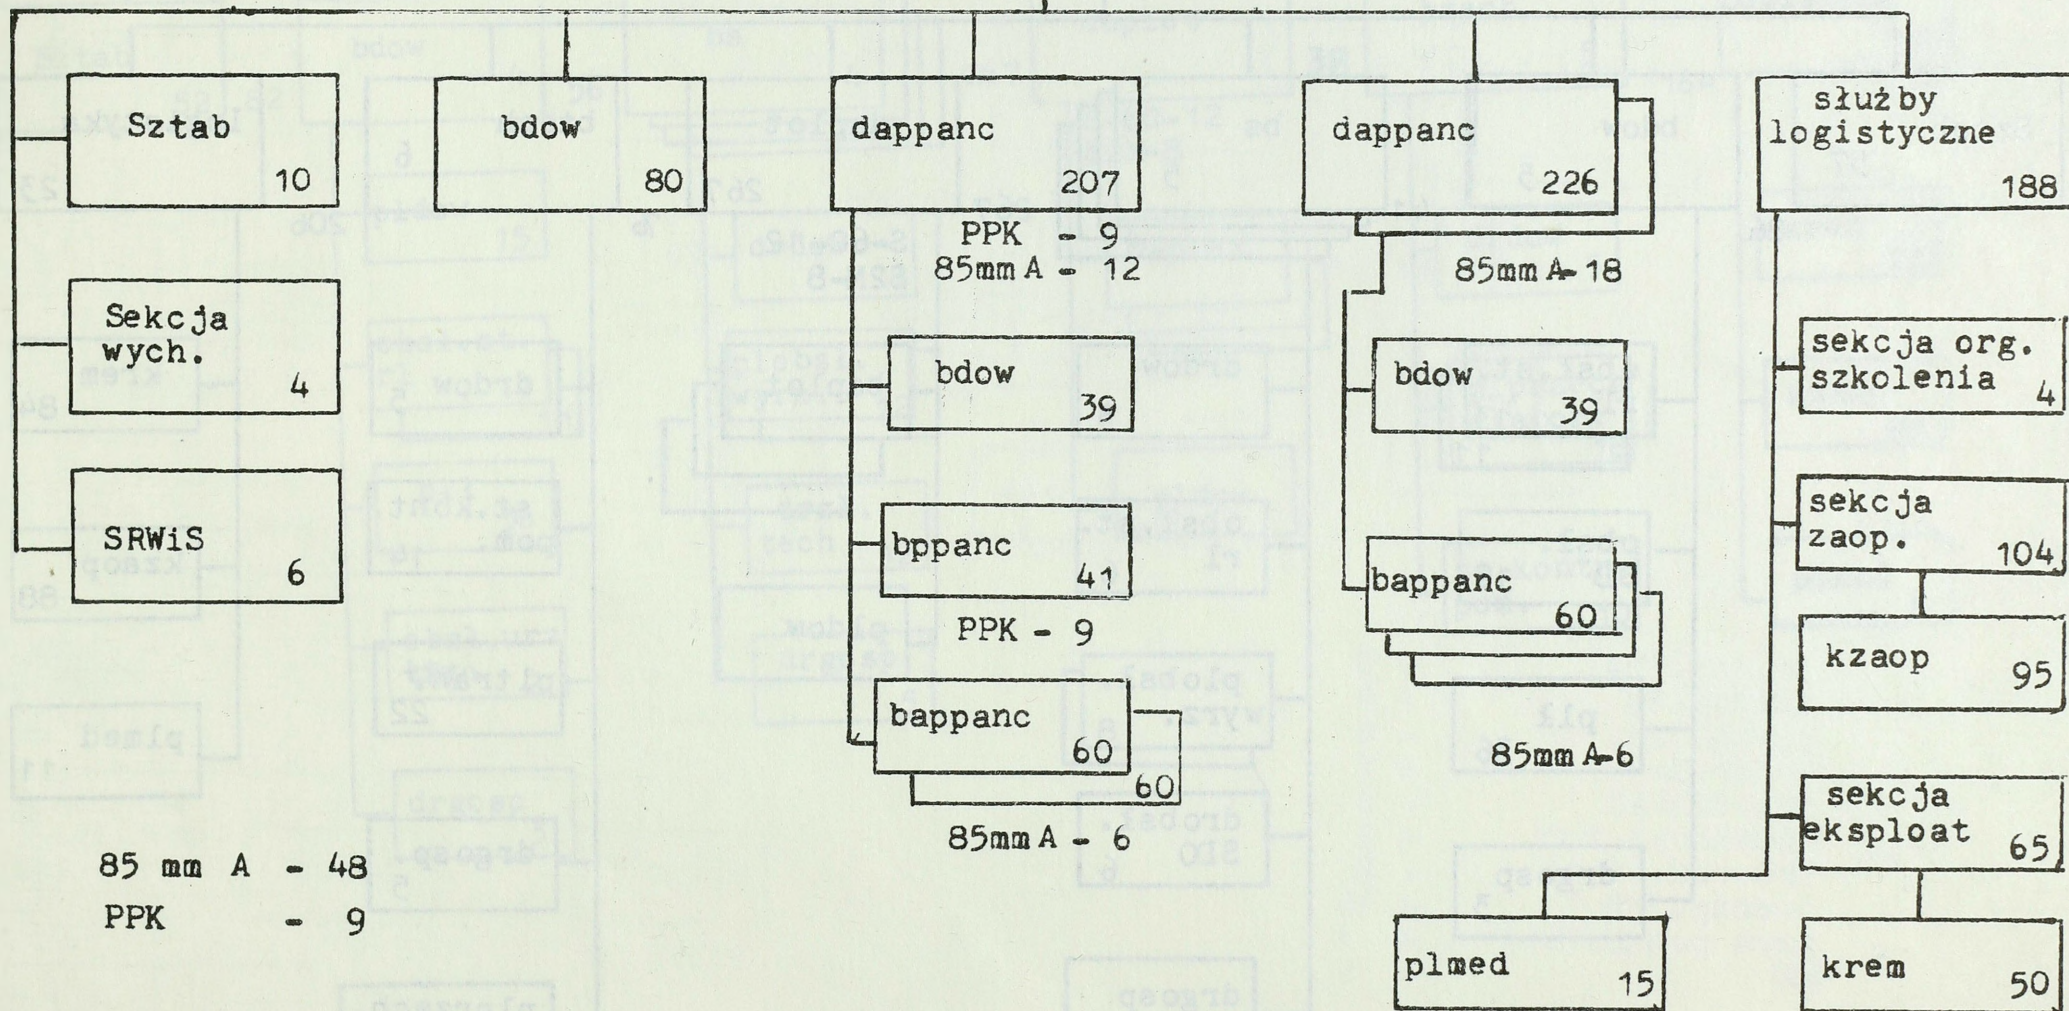 Sztab
10
bdow
80
dappanc
207
PPK - 9
85mm A - 12
dappanc
226
85mm A-18
służby
logistyczne
188
Sekcja
wych.
4
SRWiS
6
bdow
39
bppanc
41
PPK - 9
bappanc
60
60
85mm A - 6
bdow
39
bappanc
60
85mm A-6
sekcja org.
szkolenia
4
sekcja
zaop.
104
kzaop
95
sekcja
eksploat
65
plmed
15
krem
50
85 mm A - 48
PPK - 9